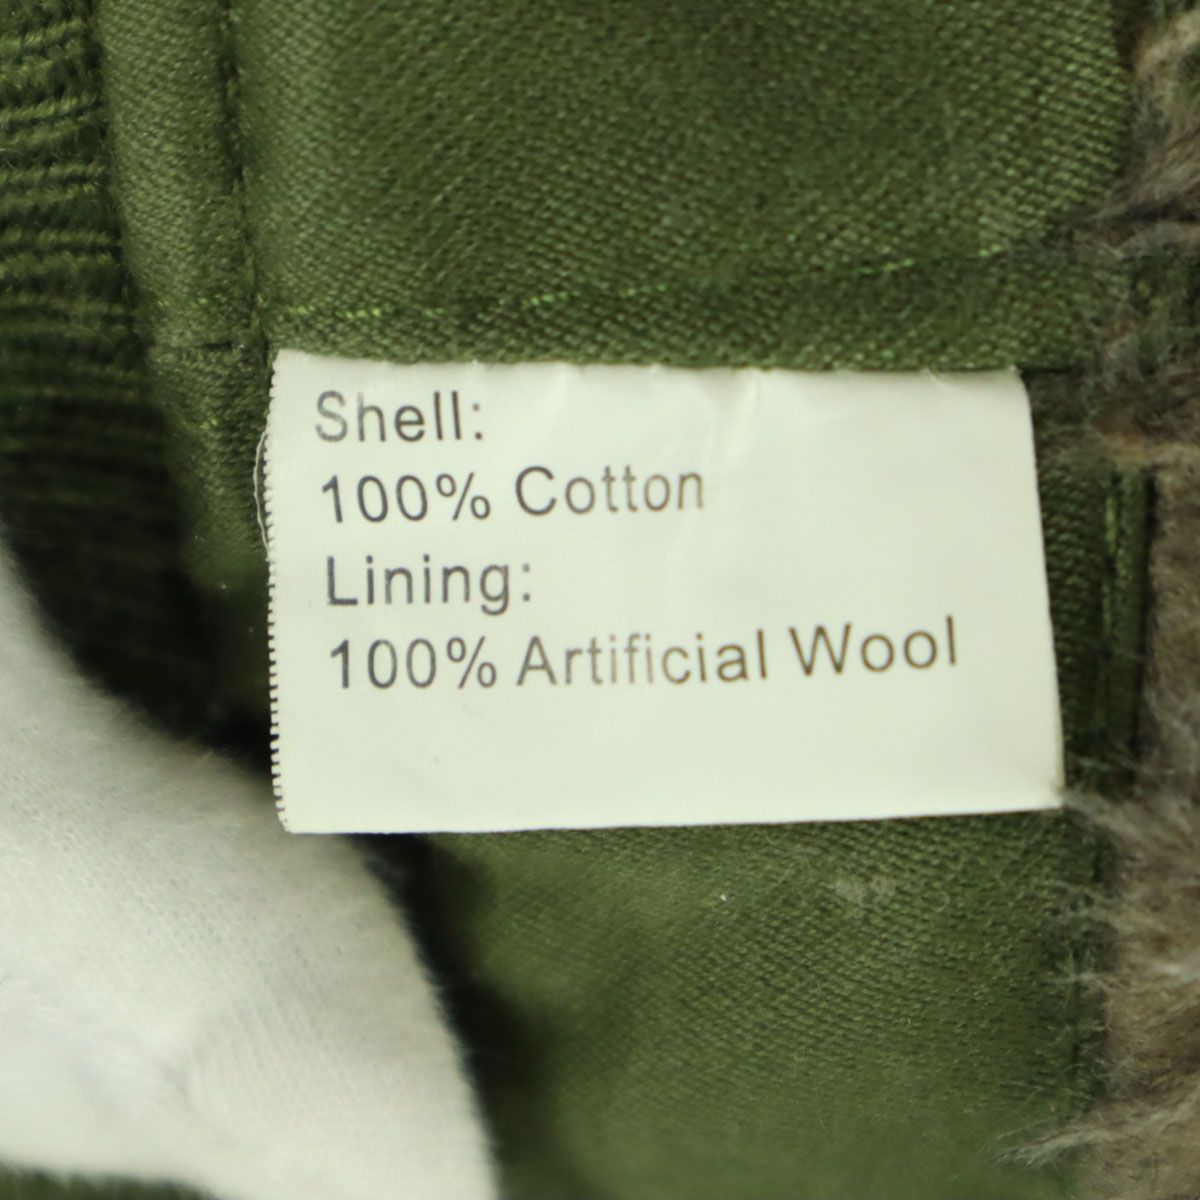 Shell:
100% Cotton
Lining:
100% Artificial Wool